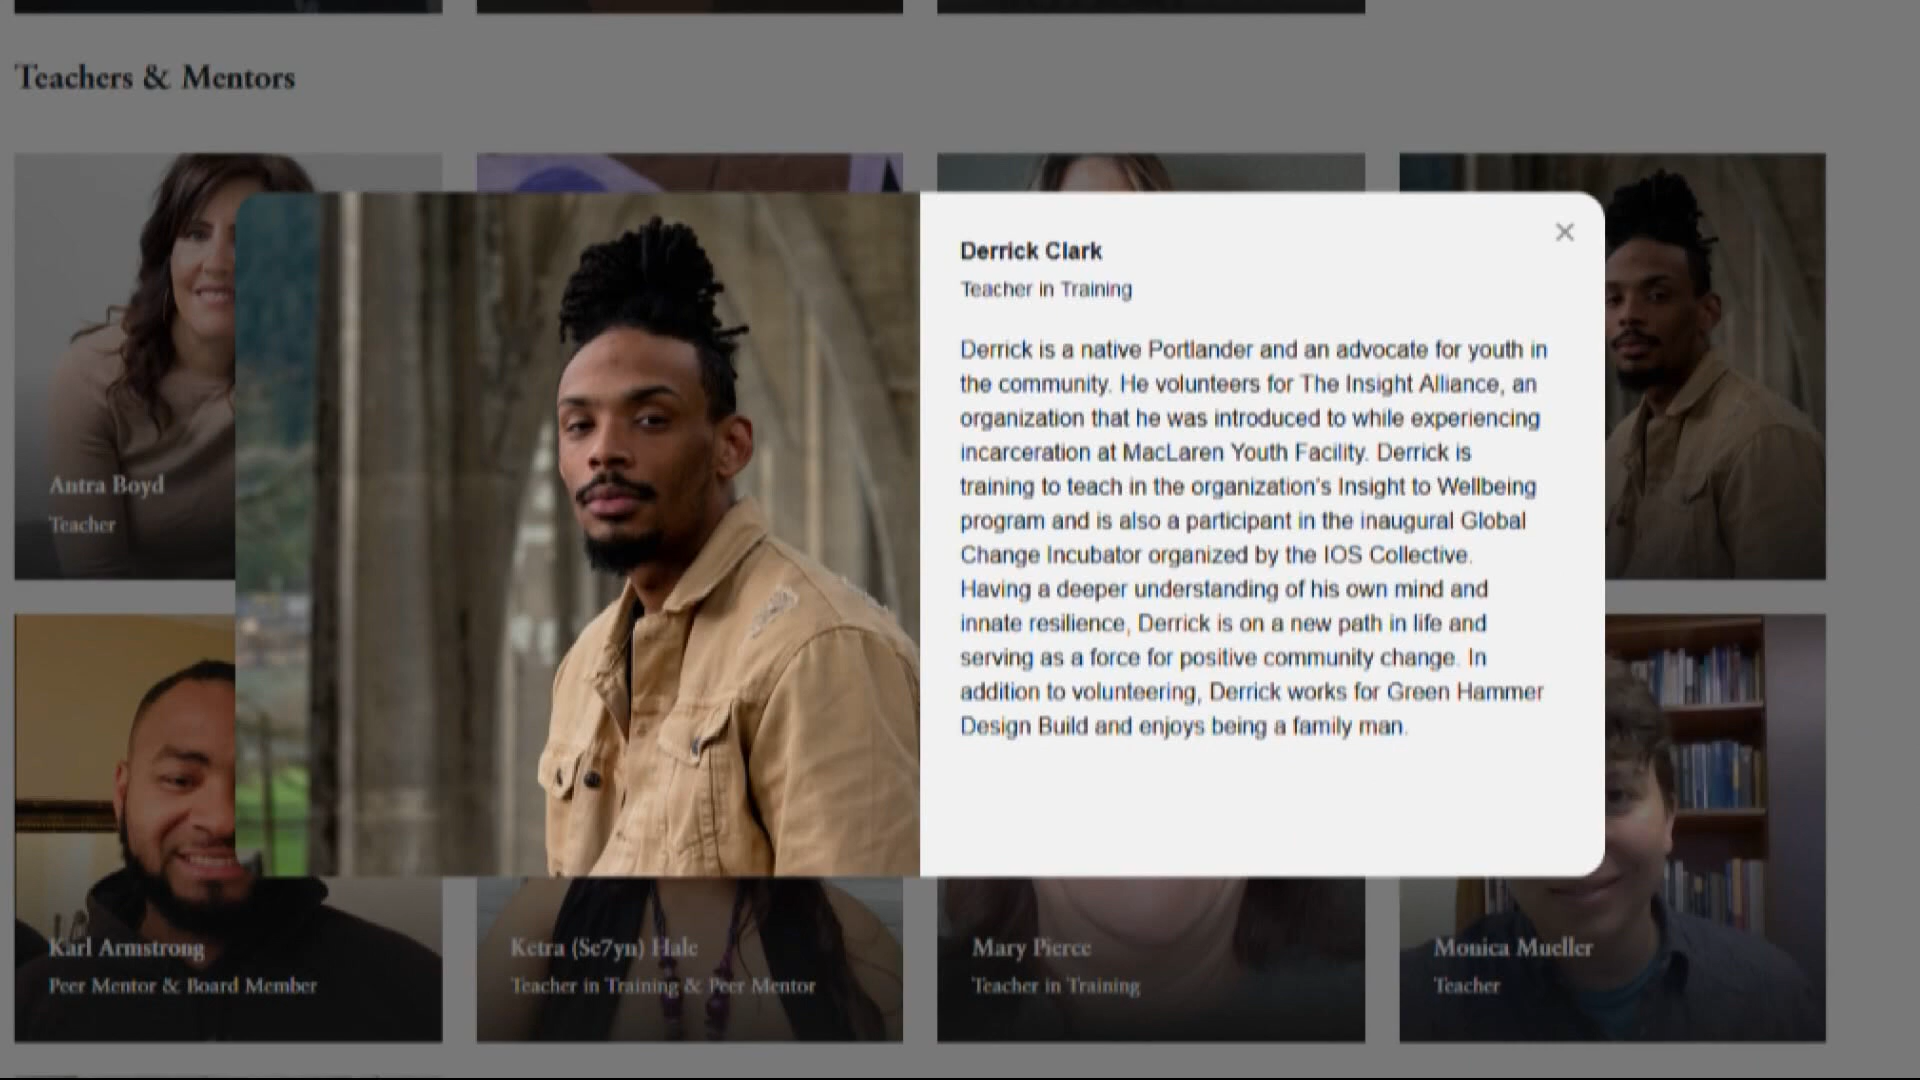 Teachers & Mentors
Derrick Clark
Teacher in Training
Derrick is a native Portlander and an advocate for youth in
the community. He volunteers for The Insight Alliance, an
organization that he was introduced to while experiencing
incarceration at MacLaren Youth Facility. Derrick is
training to teach in the organization's Insight to Wellbeing
program and is also a participant in the inaugural Global
Change Incubator organized by the IOS Collective.
Having a deeper understanding of his own mind and
innate resilience, Derrick is on a new path in life and
serving as a force for positive community change. In
addition to volunteering, Derrick works for Green Hammer
Design Build and enjoys being a family man.
Antra Boyd
Teacher
Karl Armstrong
Peer Mentor & Board Member
Ketra (Se7yn) Hale
Teacher in Training & Peer Mentor
Mary Pierce
Teacher in Training
Monica Mueller
Teacher